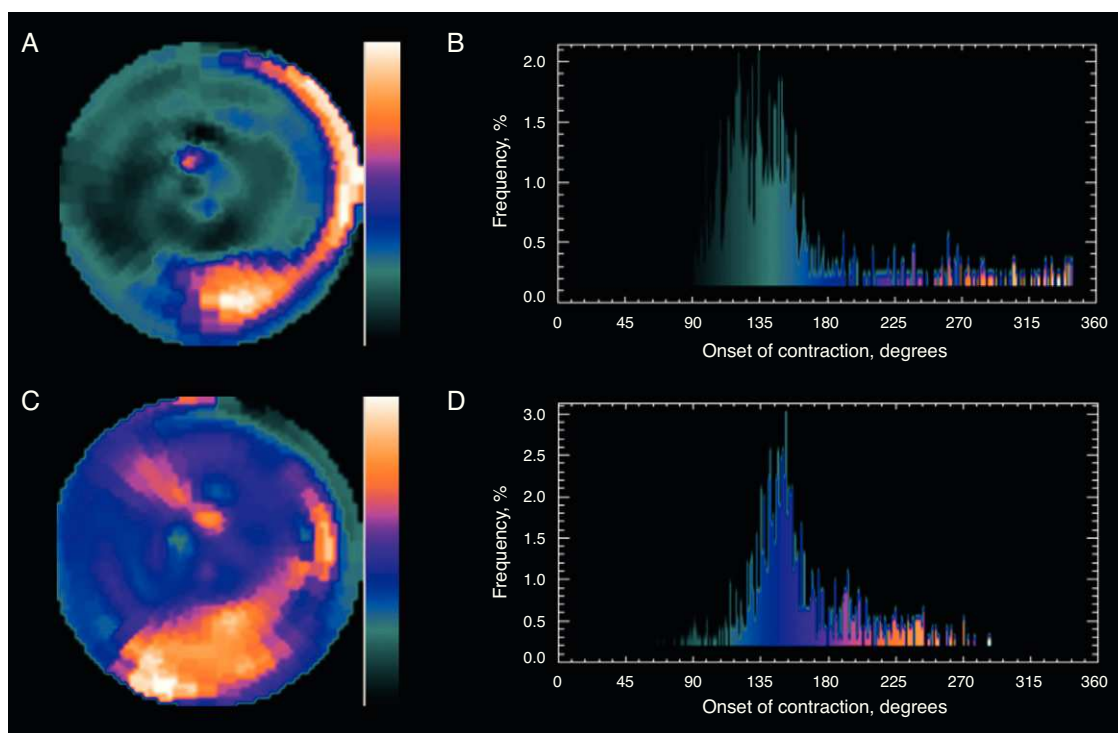 A
B
Frequency, %
2.0
1.5
1.0
0.5
0.0
0 45 90 135 180 225 270 315 360
Onset of contraction, degrees
C
D
Frequency, %
3.0
2.5
2.0
1.5
1.0
0.5
0.0
0 45 90 135 180 225 270 315 360
Onset of contraction, degrees